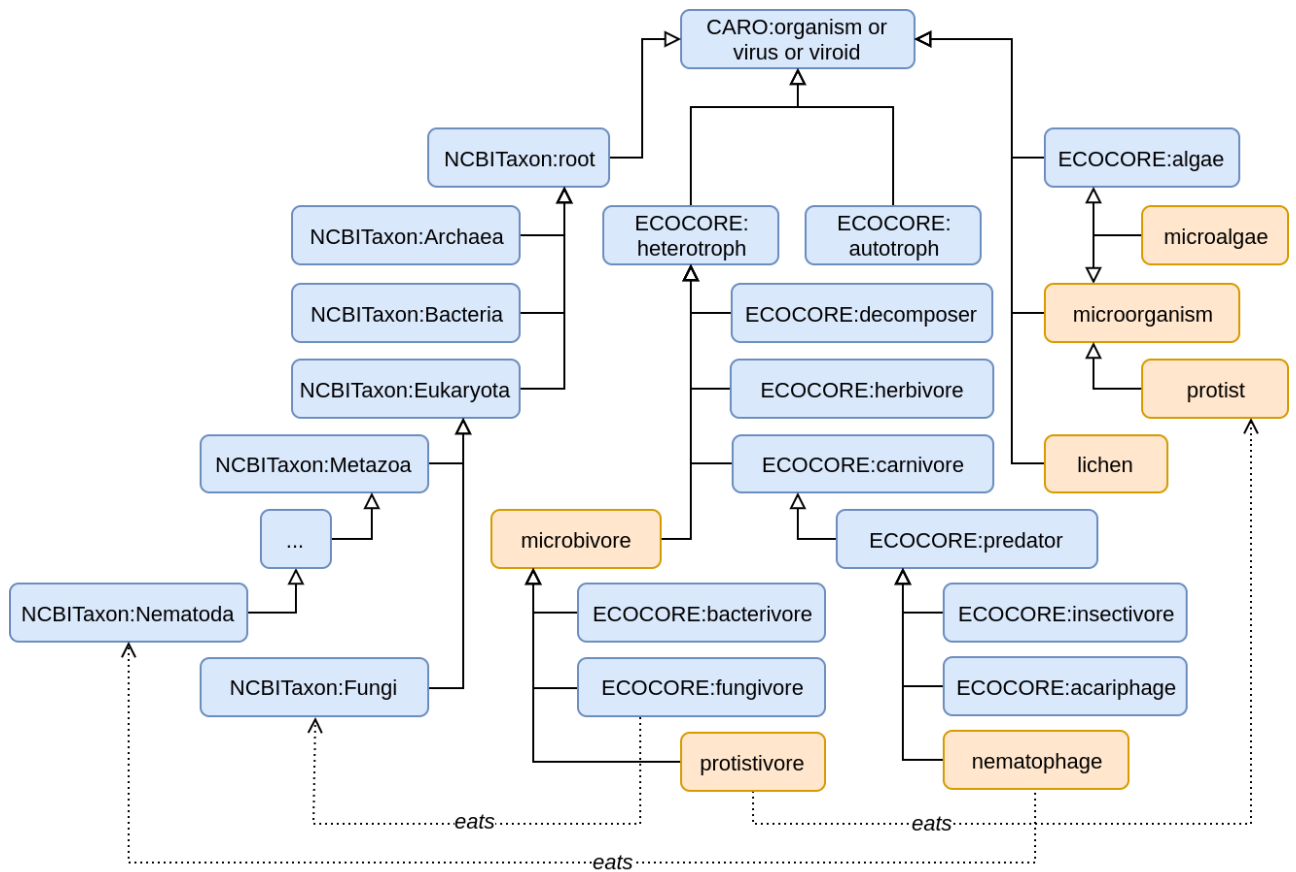 CARO:organism or
virus or viroid
NCBITaxon:root
ECOCORE:algae
NCBITaxon:Archaea
ECOCORE:
heterotroph
ECOCORE:
autotroph
microalgae
NCBITaxon:Bacteria
ECOCORE:decomposer
microorganism
NCBITaxon:Eukaryota
ECOCORE:herbivore
protist
NCBITaxon:Metazoa
ECOCORE:carnivore
lichen
...
microbivore
ECOCORE:predator
NCBITaxon:Nematoda
ECOCORE:bacterivore
ECOCORE:insectivore
NCBITaxon:Fungi
ECOCORE:fungivore
ECOCORE:acariphage
protistivore
nematophage
eats
eats
eats